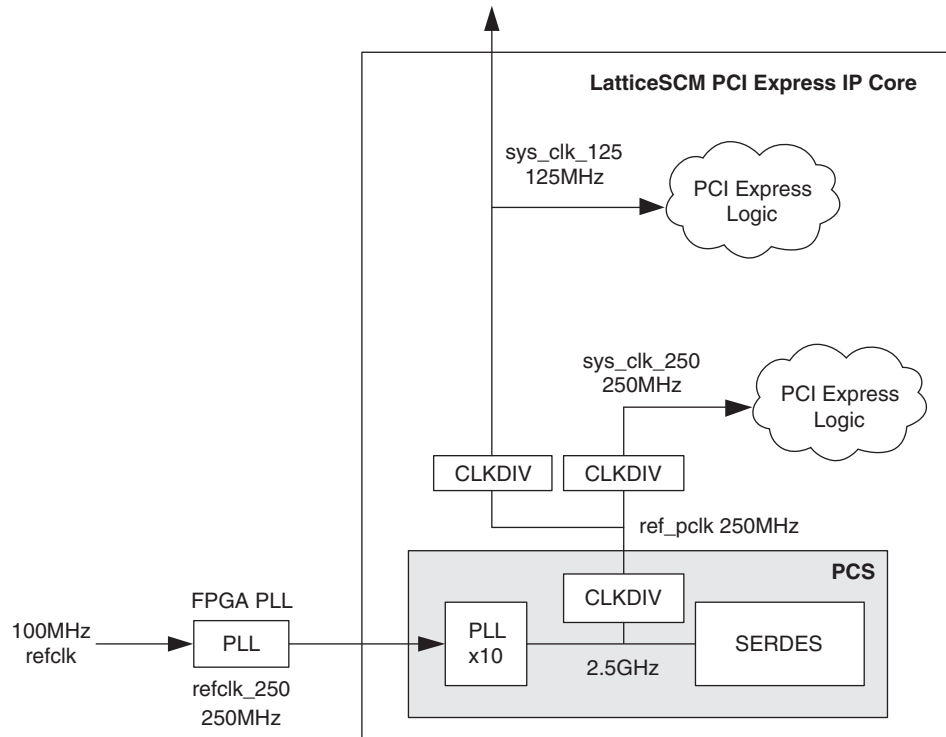 LatticeSCM PCI Express IP Core
sys_clk_125
125MHz
PCI Express
Logic
sys_clk_250
250MHz
PCI Express
Logic
CLKDIV
CLKDIV
ref_pclk 250MHz
PCS
CLKDIV
FPGA PLL
100MHz
refclk
PLL
PLL
x10
2.5GHz
SERDES
refclk_250
250MHz